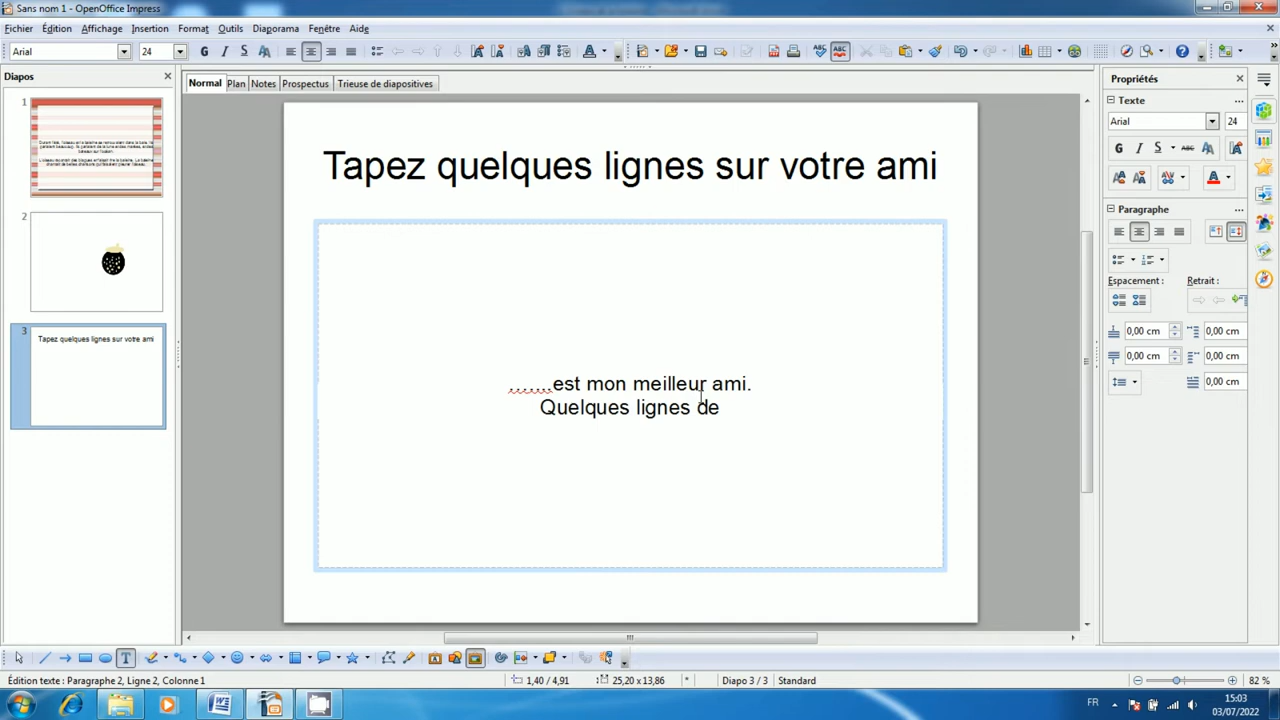 Sans nom 1 - OpenOffice Impress
Fichier Édition Affichage Insertion Format Outils Diaporama Fenêtre Aide
Arial 24
Diapos
Normal Plan Notes Prospectus Trieuse de diapositives
Propriétés
Texte
Arial 24
Paragraphe
Espacement : Retrait :
0,00 cm 0,00 cm
0,00 cm 0,00 cm
0,00 cm
1
2
3
Tapez quelques lignes sur votre ami
Tapez quelques lignes sur votre ami
.......est mon meilleur ami.
Quelques lignes de
Édition texte : Paragraphe 2, Ligne 2, Colonne 1 1,40 / 4,91 25,20 x 13,86 * Diapo 3 / 3 Standard 82 %
FR 15:03
03/07/2022